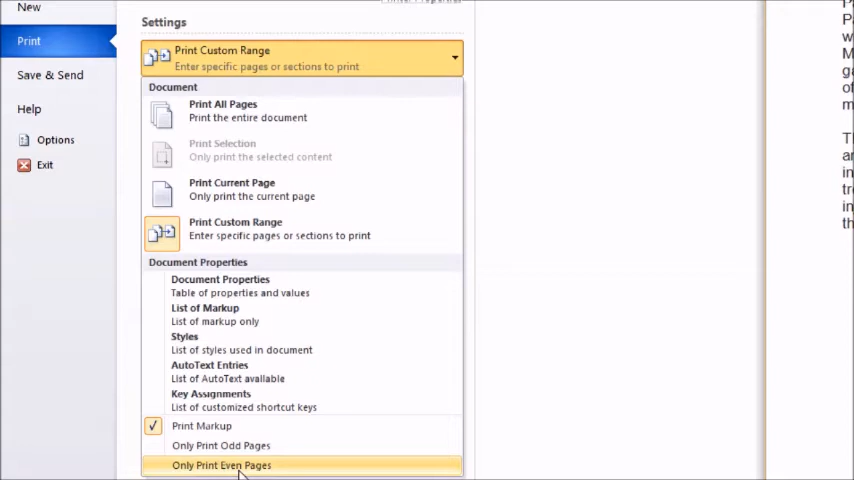 New
Print
Save & Send
Help
Options
Exit
Settings
Print Custom Range
Enter specific pages or sections to print
Document
Print All Pages
Print the entire document
Print Selection
Only print the selected content
Print Current Page
Only print the current page
Print Custom Range
Enter specific pages or sections to print
Document Properties
Document Properties
Table of properties and values
List of Markup
List of markup only
Styles
List of styles used in document
AutoText Entries
List of AutoText available
Key Assignments
List of customized shortcut keys
Print Markup
Only Print Odd Pages
Only Print Even Pages